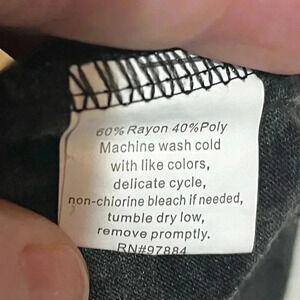 60% Rayon 40%Poly
Machine wash cold
with like colors,
delicate cycle,
non-chiorine bleach if needed,
tumble dry low,
remove promptly.
RN#97884